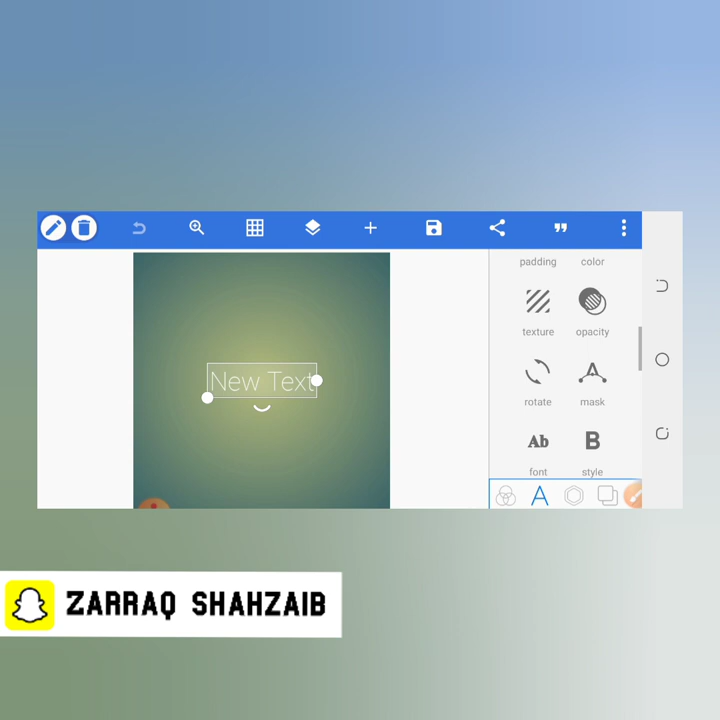 padding color
New Text
texture opacity
rotate mask
Ab B
font style
A
ZARRAQ SHAHZAIB